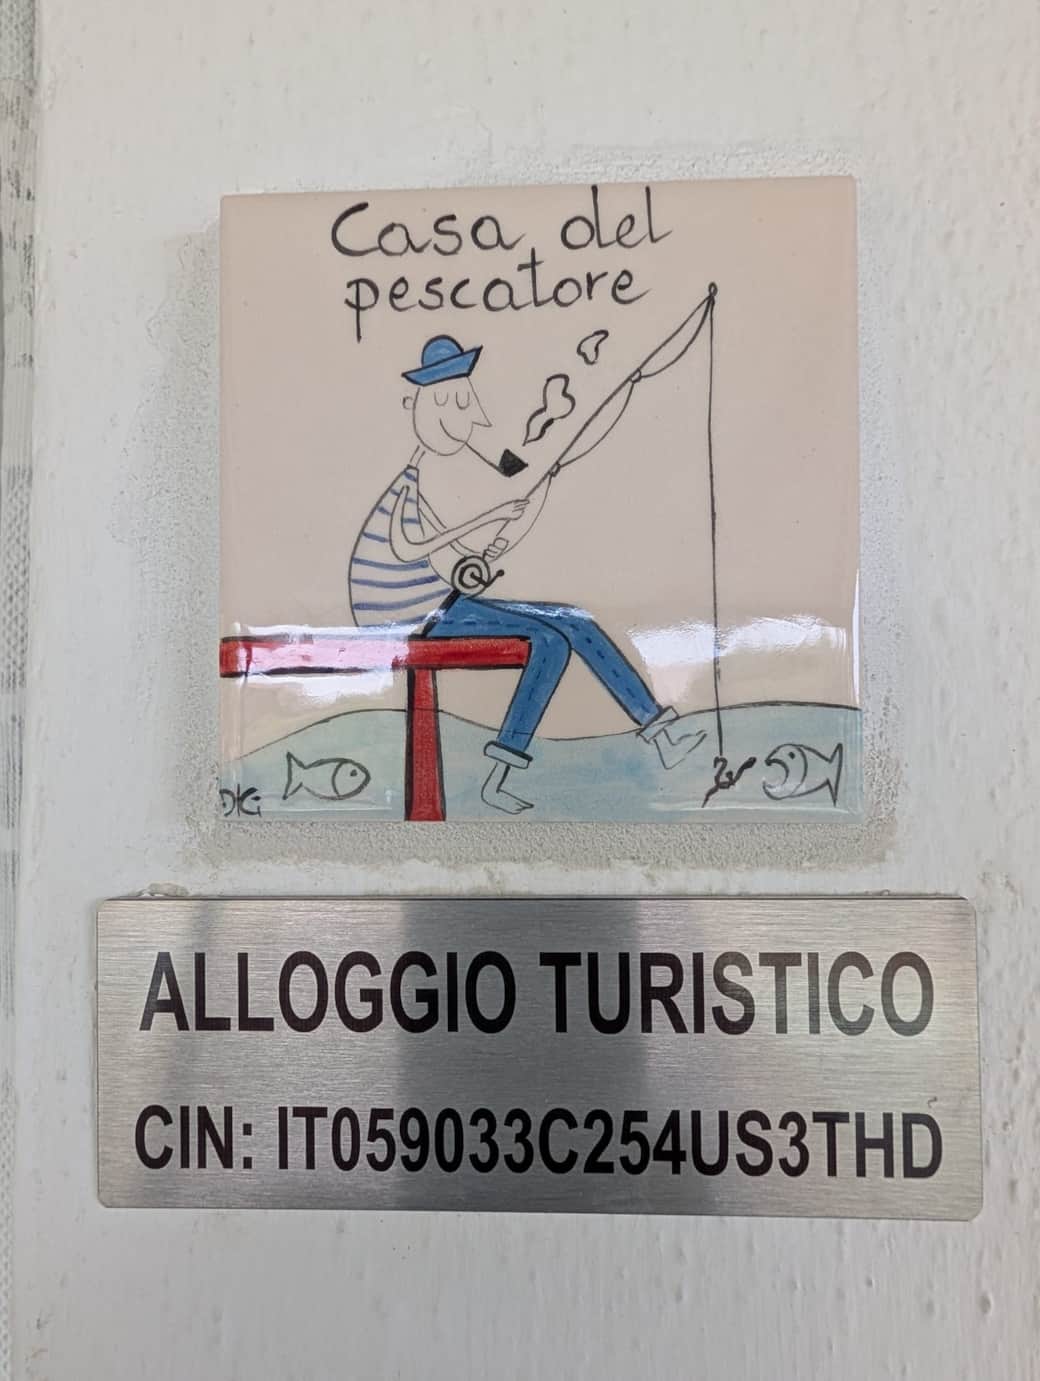 Casa del
pescatore
ALLOGGIO TURISTICO
CIN: IT059033C254US3THD